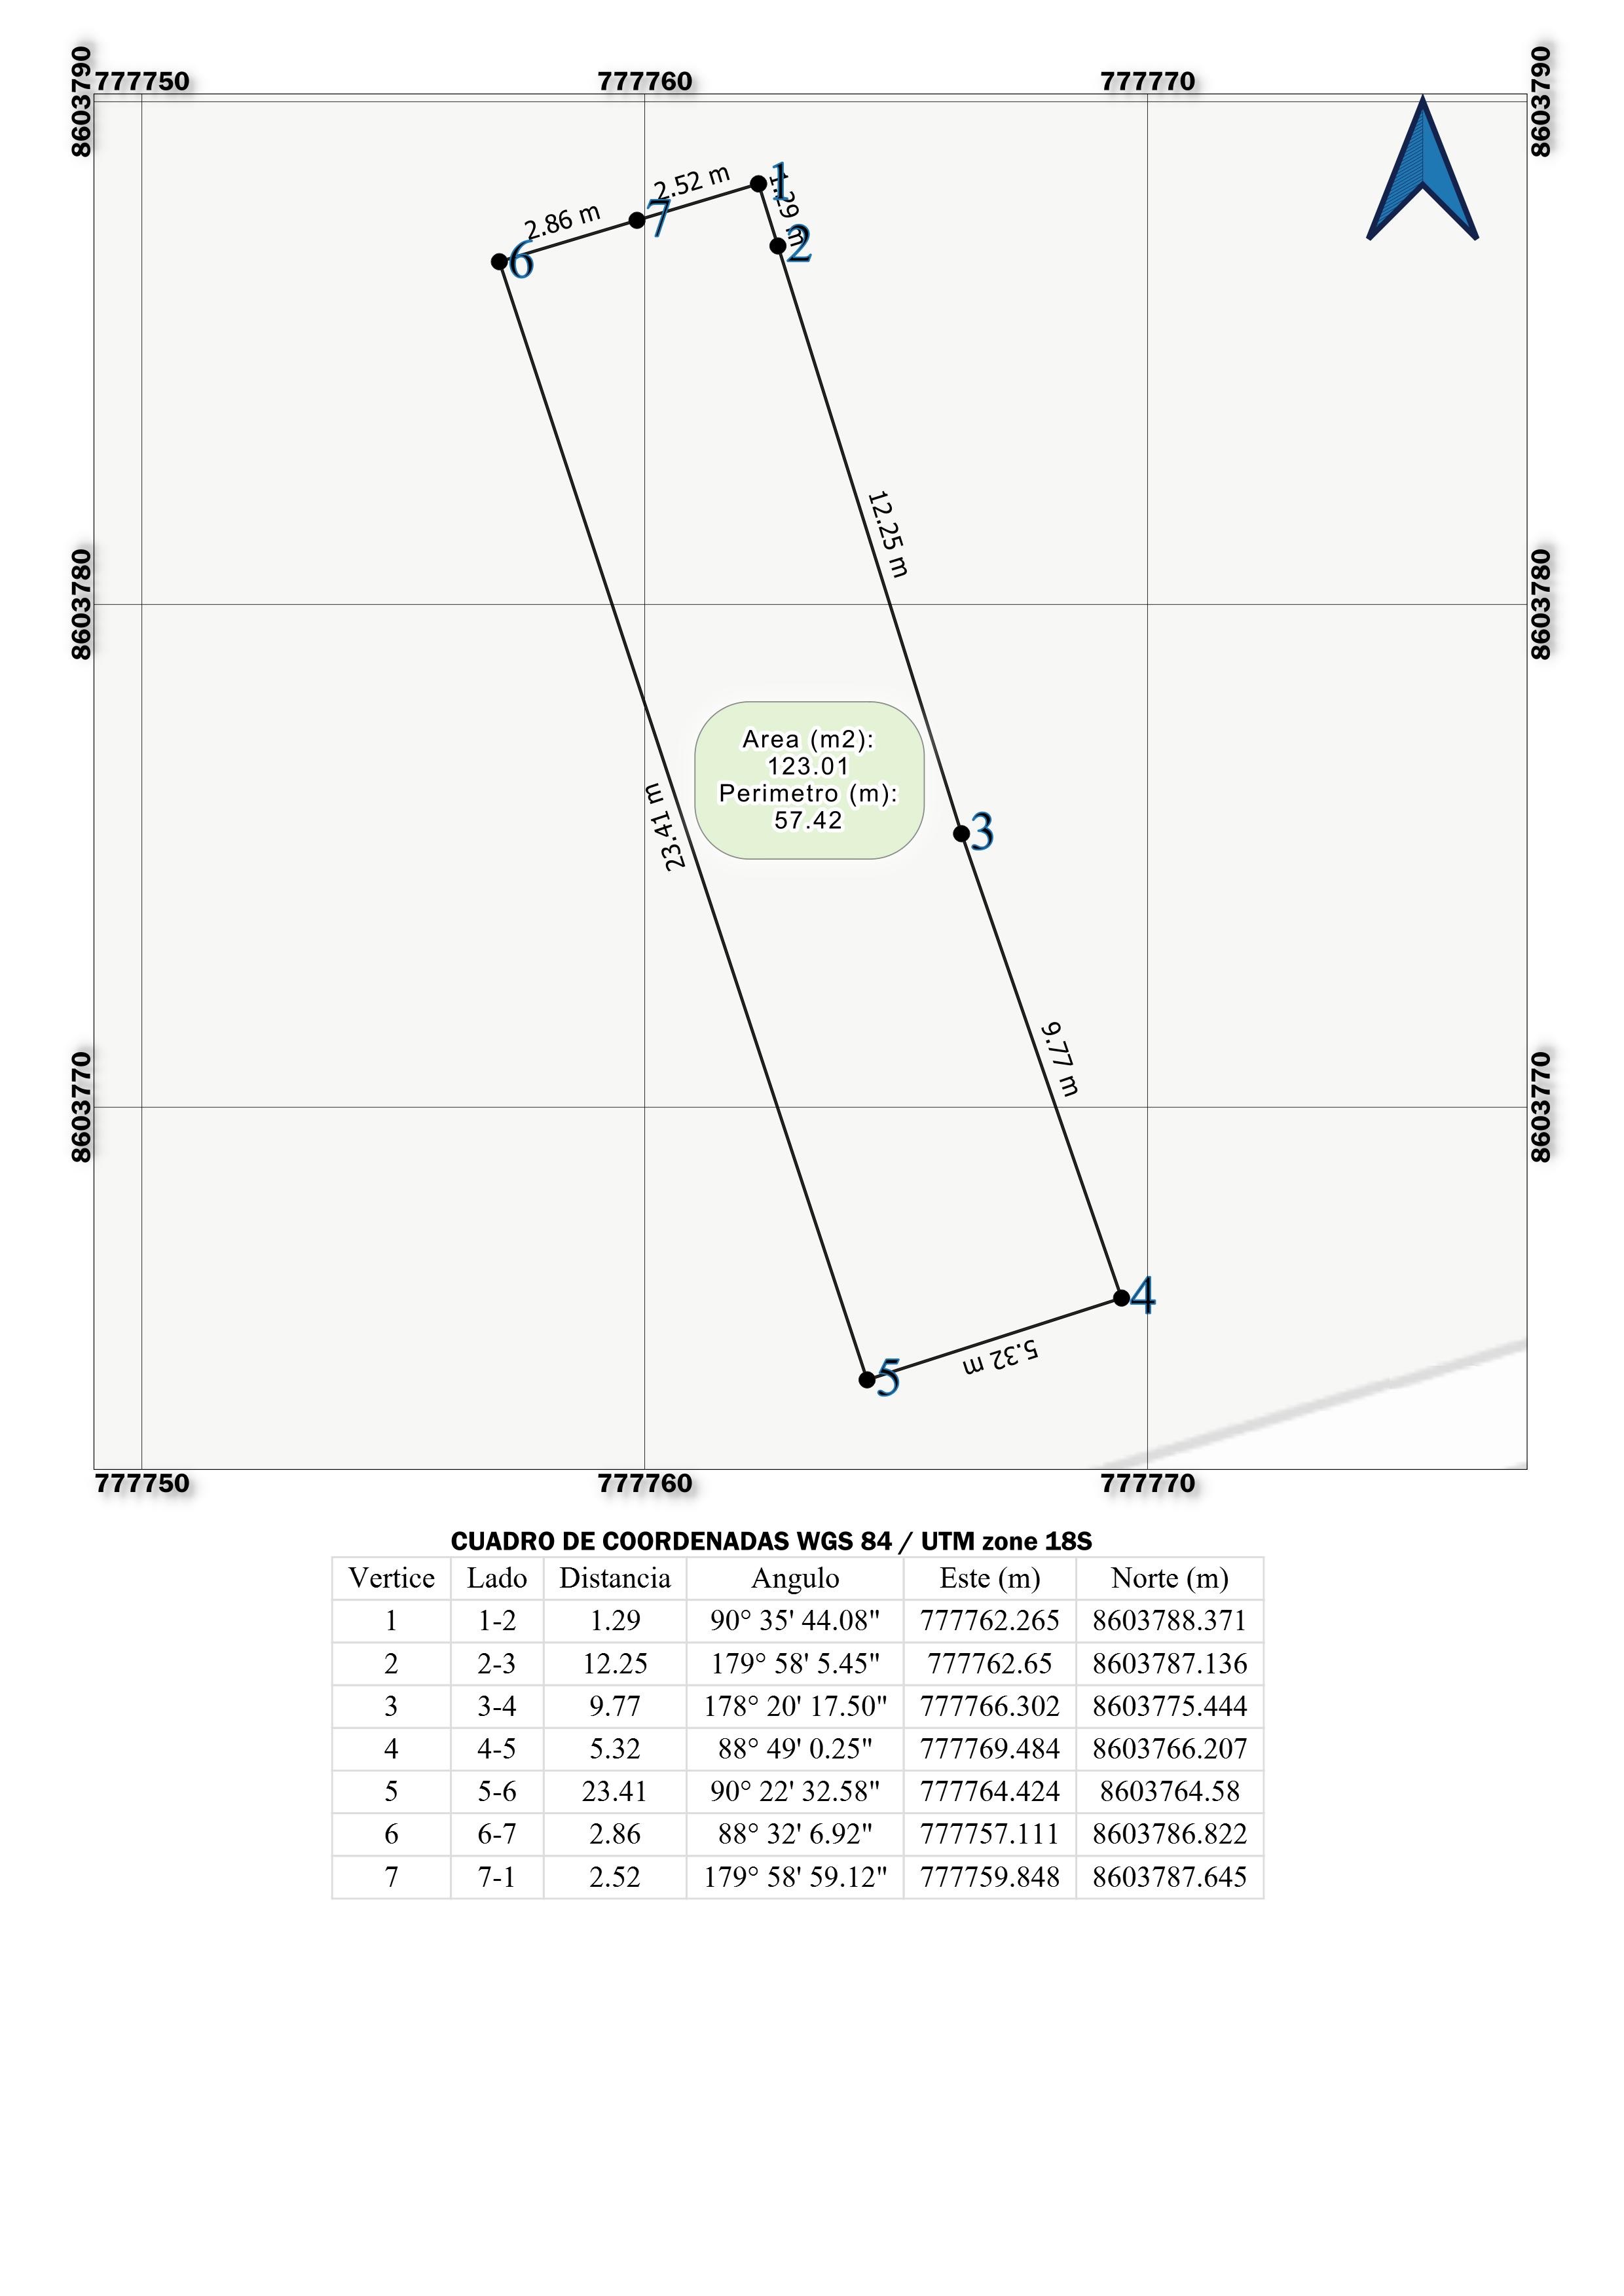 777750 777760 777770
8603790 8603790
1
2.52 m
1.29 m
7
2.86 m
2
6
12.25 m
8603780 8603780
Area (m2):
123.01
Perimetro (m):
57.42
23.41 m
3
9.77 m
8603770 8603770
4
5.32 m
5
777750 777760 777770
CUADRO DE COORDENADAS WGS 84 / UTM zone 18S
Vertice Lado Distancia Angulo Este (m) Norte (m)
1 1-2 1.29 90° 35' 44.08" 777762.265 8603788.371
2 2-3 12.25 179° 58' 5.45" 777762.65 8603787.136
3 3-4 9.77 178° 20' 17.50" 777766.302 8603775.444
4 4-5 5.32 88° 49' 0.25" 777769.484 8603766.207
5 5-6 23.41 90° 22' 32.58" 777764.424 8603764.58
6 6-7 2.86 88° 32' 6.92" 777757.111 8603786.822
7 7-1 2.52 179° 58' 59.12" 777759.848 8603787.645